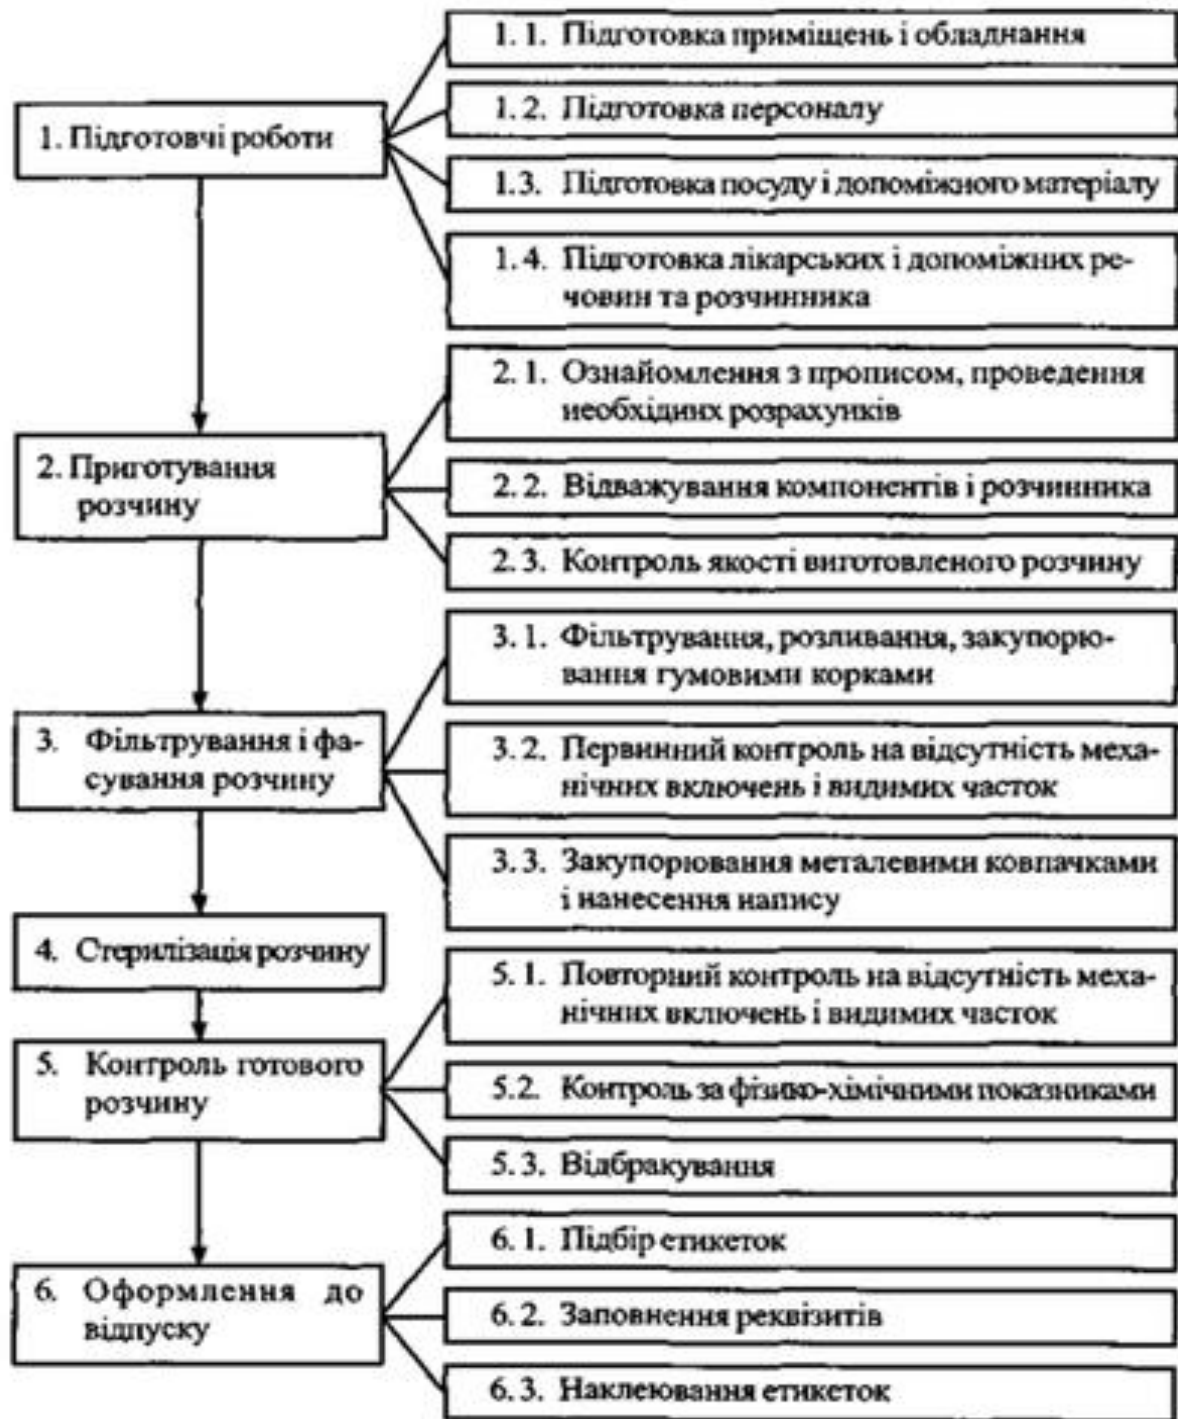 1. Підготовчі роботи
1. 1. Підготовка приміщень і обладнання
1. 2. Підготовка персоналу
1.3. Підготовка посуду і допоміжного матеріалу
1. 4. Підготовка лікарських і допоміжних ре-
човин та розчинника
2. Приготування
розчину
2. 1. Ознайомлення з прописом, проведення
необхідних розрахунків
2. 2. Відважування компонентів і розчинника
2. 3. Контроль якості виготовленого розчину
3. Фільтрування і фа-
сування розчину
3. 1. Фільтрування, розливання, закупорю-
вання гумовими корками
3. 2. Первинний контроль на відсутність меха-
нічних включень і видимих часток
3. 3. Закупорювання металевими ковпачками
і нанесення напису
4. Стерилізація розчину
5. Контроль готового
розчину
5. 1. Повторний контроль на відсутність меха-
нічних включень і видимих часток
5.2. Контроль за фізико-хімічними показниками
5. 3. Відбракування
6. Оформлення до
відпуску
6. 1. Підбір етикеток
6. 2. Заповнення реквізитів
6. 3. Наклеювання етикеток